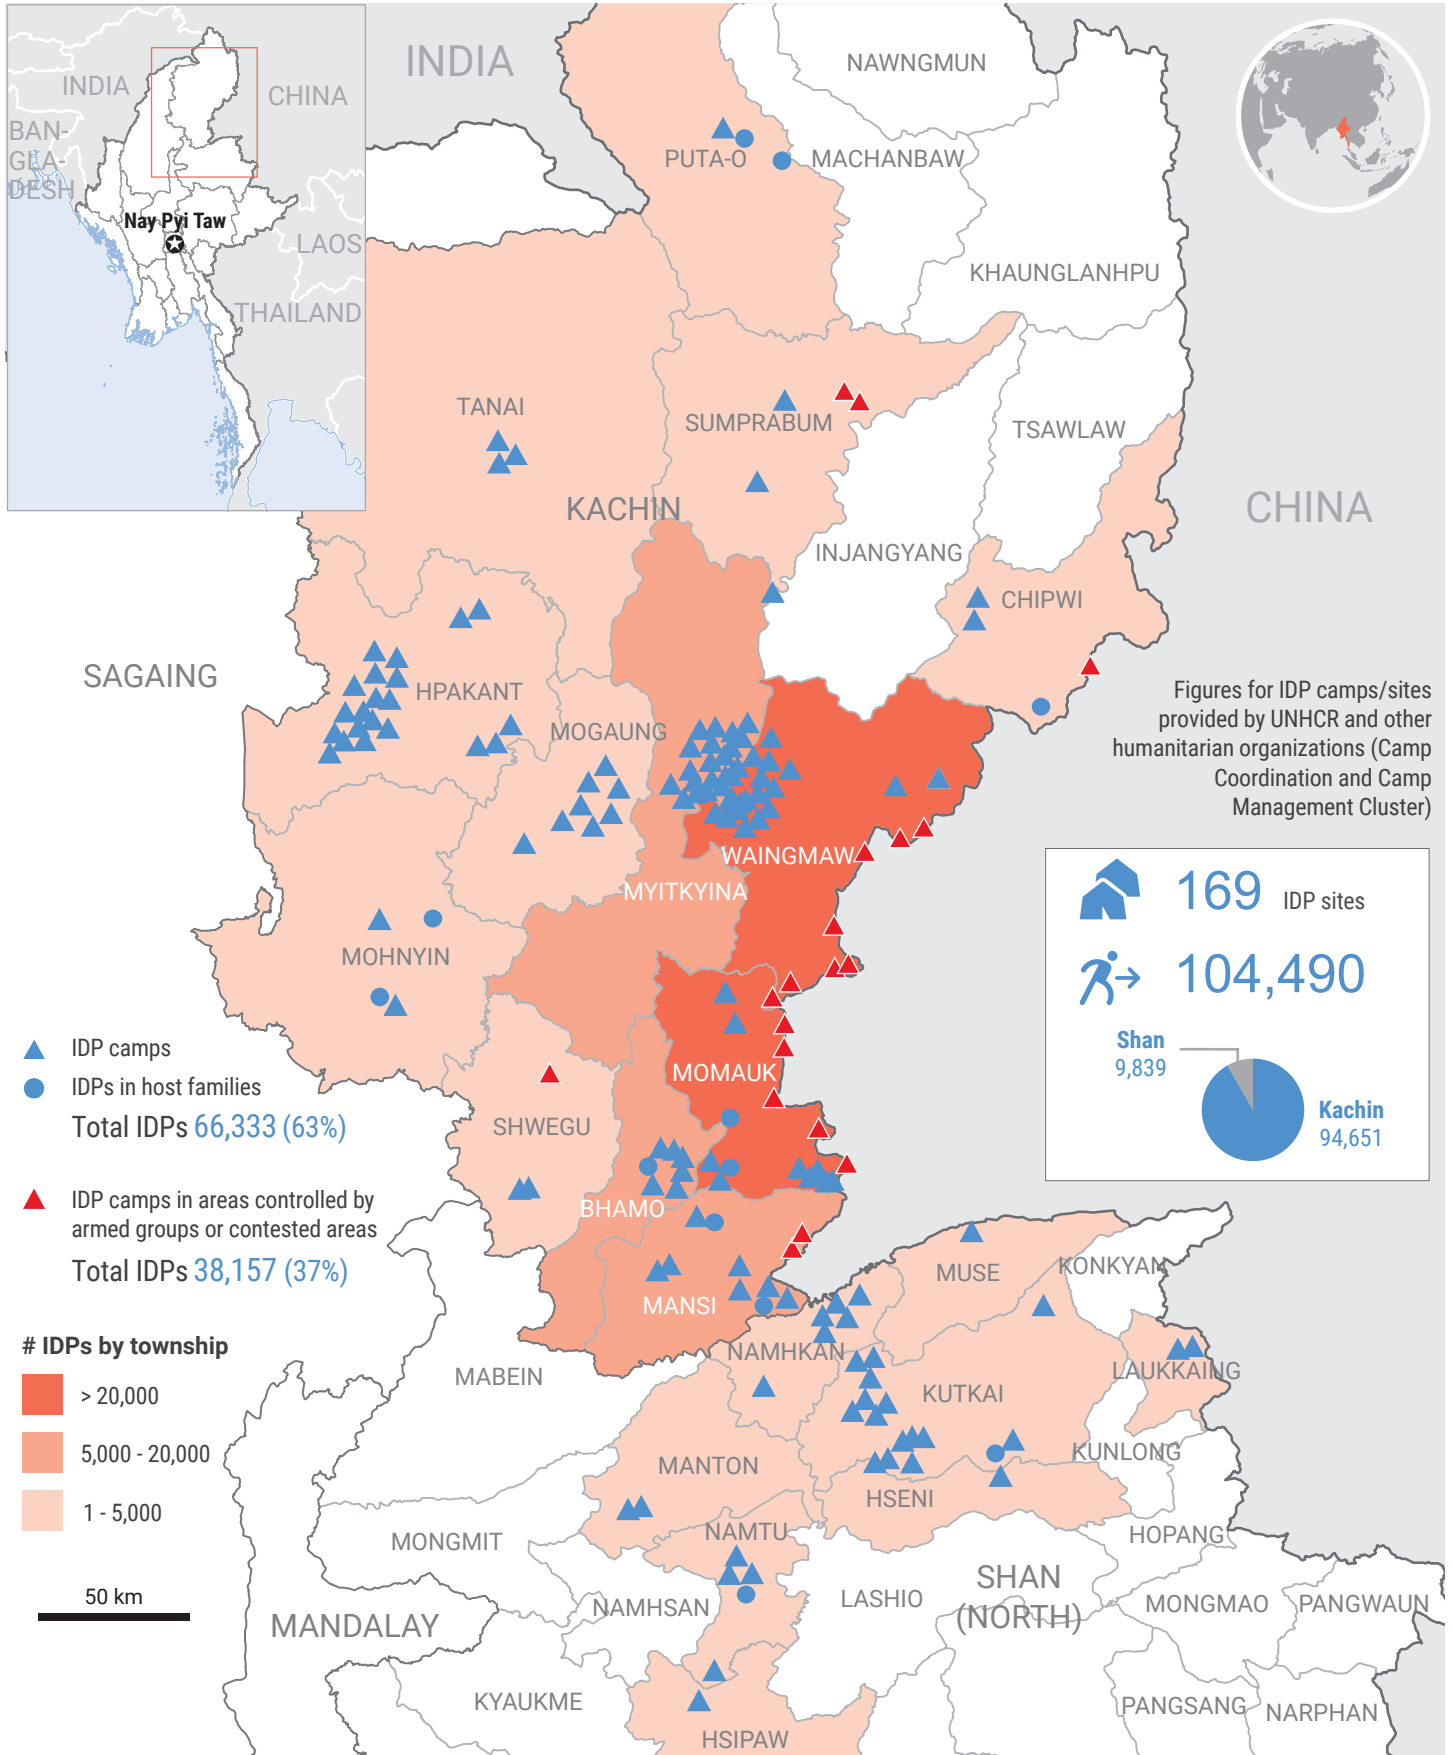 INDIA
CHINA
BAN-
GLA-
DESH
Nay Pyi Taw
LAOS
THAILAND
INDIA
NAWNGMUN
PUTA-O
MACHANBAW
KHAUNGLANHPU
TANAI
SUMPRABUM
TSAWLAW
KACHIN
CHINA
INJANGYANG
CHIPWI
SAGAING
HPAKANT
MOGAUNG
Figures for IDP camps/sites
provided by UNHCR and other
humanitarian organizations (Camp
Coordination and Camp
Management Cluster)
WAINGMAW
MYITKYINA
169 IDP sites
104,490
Shan
9,839
Kachin
94,651
MOHNYIN
IDP camps
IDPs in host families
Total IDPs 66,333 (63%)
IDP camps in areas controlled by
armed groups or contested areas
Total IDPs 38,157 (37%)
MOMAUK
SHWEGU
BHAMO
MANSI
MUSE
KONKYAN
# IDPs by township
> 20,000
5,000 - 20,000
1 - 5,000
50 km
NAMHKAN
LAUKKAING
MABEIN
KUTKAI
KUNLONG
MANTON
HSENI
NAMTU
HOPANG
MONGMIT
SHAN
(NORTH)
LASHIO
NAMHSAN
MONGMAO
PANGWAUN
MANDALAY
KYAUKME
PANGSANG
NARPHAN
HSIPAW